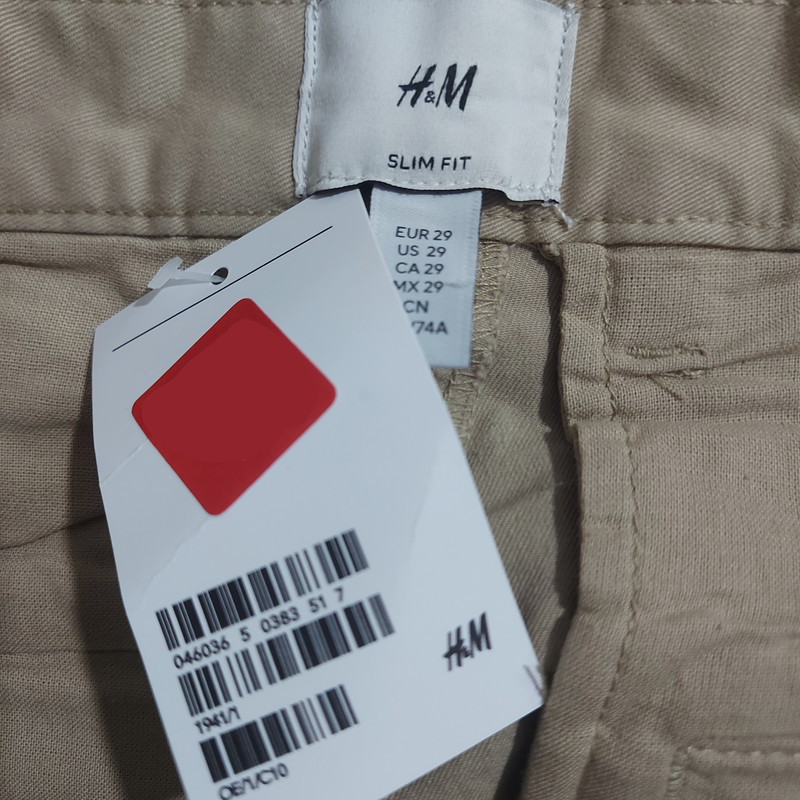 H&M
SLIM FIT
EUR 29
US 29
CA 29
MX 29
CN
/74A
046036 5 0383 51 7
1941/1
OE/1/C10
H&M